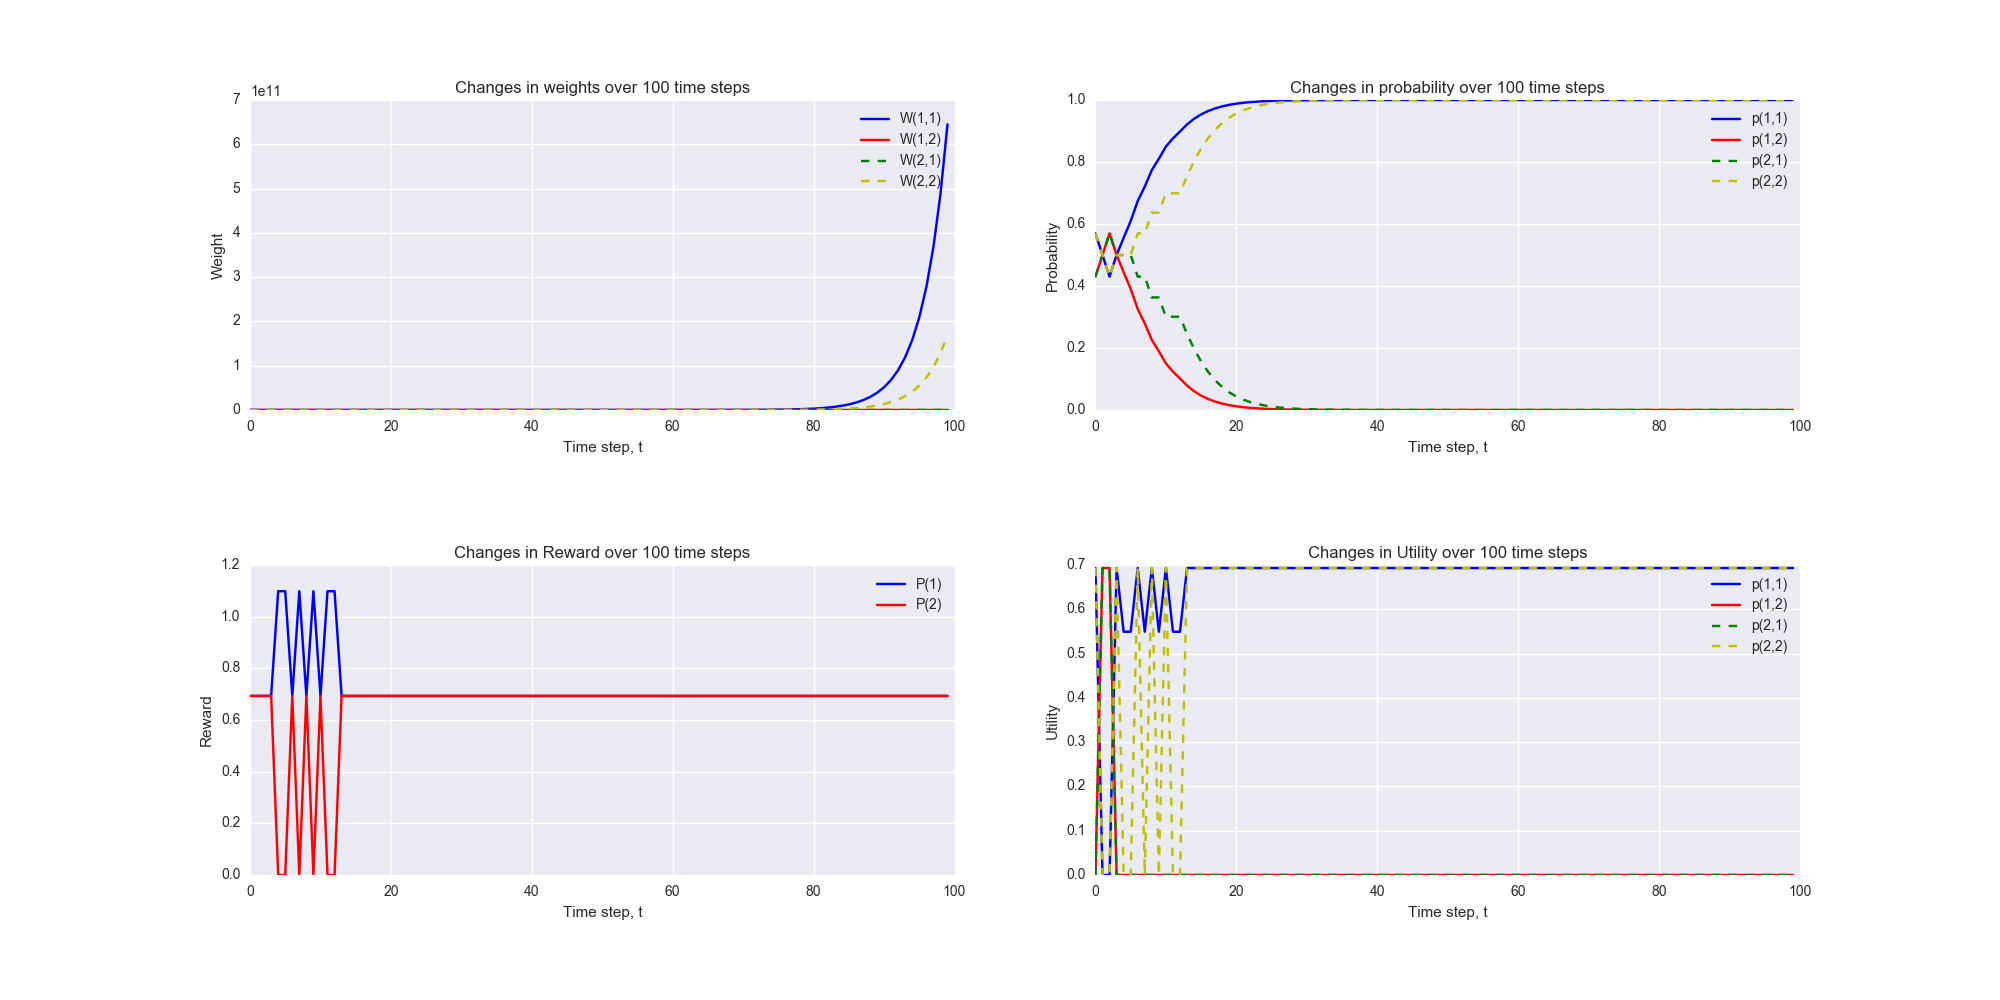 Changes in weights over 100 time steps
1e11
7
6
5
4
3
2
1
0
Weight
W(1,1)
W(1,2)
W(2,1)
W(2,2)
0 20 40 60 80 100
Time step, t
Changes in probability over 100 time steps
1.0
0.8
0.6
0.4
0.2
0.0
Probability
p(1,1)
p(1,2)
p(2,1)
p(2,2)
0 20 40 60 80 100
Time step, t
Changes in Reward over 100 time steps
1.2
1.0
0.8
0.6
0.4
0.2
0.0
Reward
P(1)
P(2)
0 20 40 60 80 100
Time step, t
Changes in Utility over 100 time steps
0.7
0.6
0.5
0.4
0.3
0.2
0.1
0.0
Utility
p(1,1)
p(1,2)
p(2,1)
p(2,2)
0 20 40 60 80 100
Time step, t